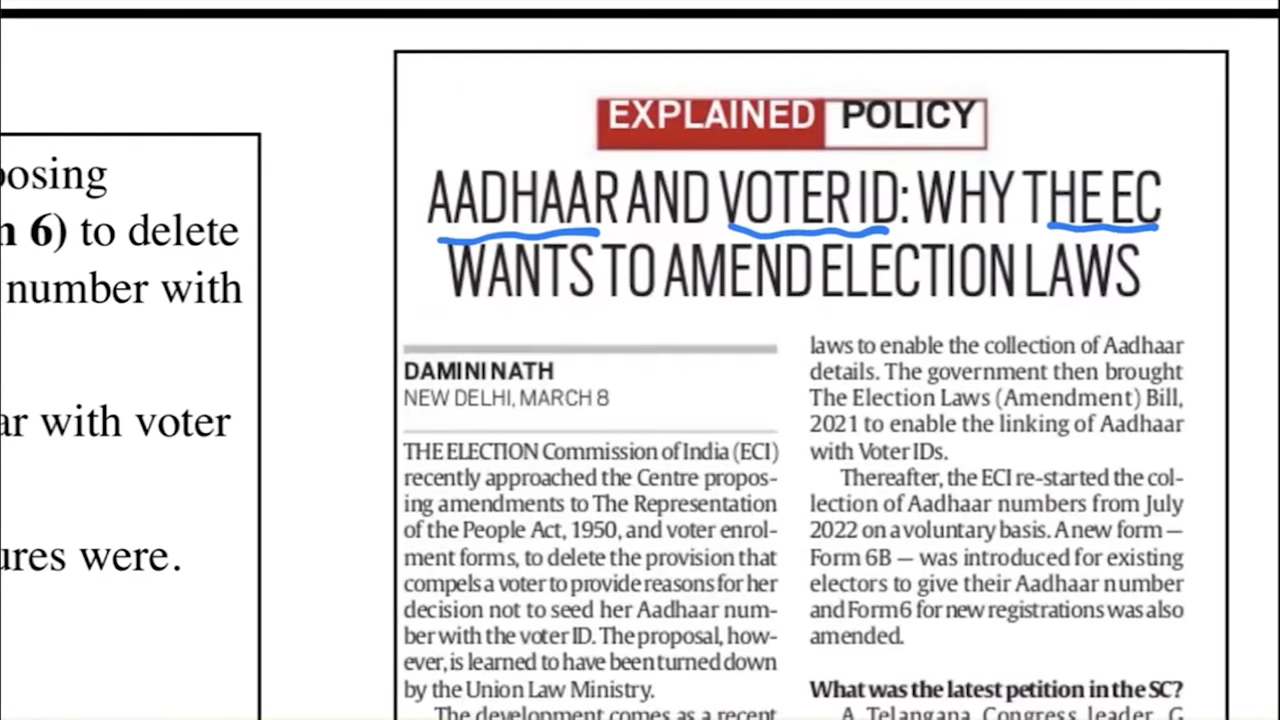 posing
6) to delete
number with
with voter
were.
EXPLAINED POLICY
AADHAAR AND VOTER ID: WHY THE EC
WANTS TO AMEND ELECTION LAWS
DAMINI NATH
NEW DELHI, MARCH 8
THE ELECTION Commission of India (ECI)
recently approached the Centre propos-
ing amendments to The Representation
of the People Act, 1950, and voter enrol-
ment forms, to delete the provision that
compels a voter to provide reasons for her
decision not to seed her Aadhaar num-
ber with the voter ID. The proposal, how-
ever, is learned to have been turned down
by the Union Law Ministry.
The development comes as a recent
laws to enable the collection of Aadhaar
details. The government then brought
The Election Laws (Amendment) Bill,
2021 to enable the linking of Aadhaar
with Voter IDs.
Thereafter, the ECI re-started the col-
lection of Aadhaar numbers from July
2022 on a voluntary basis. A new form —
Form 6B — was introduced for existing
electors to give their Aadhaar number
and Form 6 for new registrations was also
amended.
What was the latest petition in the SC?
A Telangana Congress leader, G